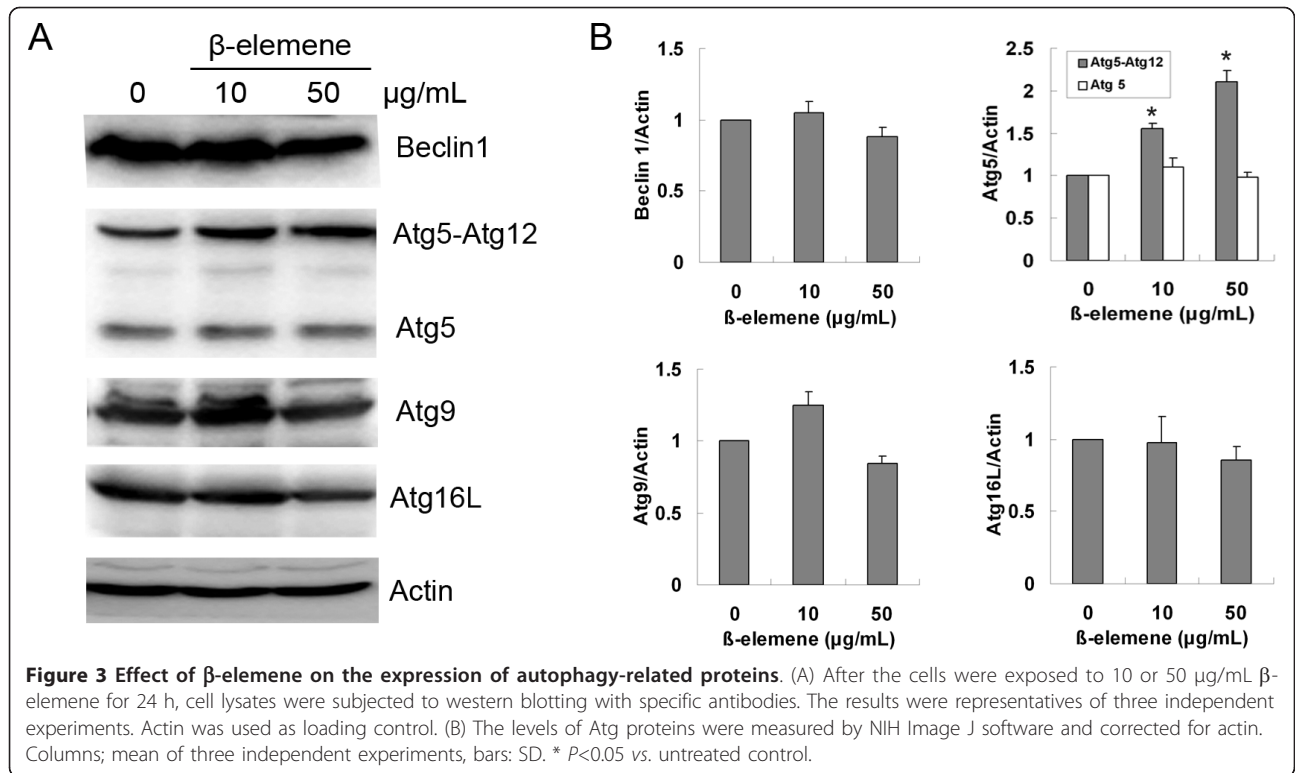 A
β-elemene
0 10 50 µg/mL
Beclin1
Atg5-Atg12
Atg5
Atg9
Atg16L
Actin
B
1.5
1
0.5
0
Beclin 1/Actin
0 10 50
ß-elemene (µg/mL)
2.5
2
1.5
1
0.5
0
Atg5/Actin
Atg5-Atg12
Atg 5
*
*
0 10 50
ß-elemene (µg/mL)
1.5
1
0.5
0
Atg9/Actin
0 10 50
ß-elemene (µg/mL)
1.5
1
0.5
0
Atg16L/Actin
0 10 50
ß-elemene (µg/mL)
Figure 3 Effect of β-elemene on the expression of autophagy-related proteins. (A) After the cells were exposed to 10 or 50 μg/mL β-
elemene for 24 h, cell lysates were subjected to western blotting with specific antibodies. The results were representatives of three independent
experiments. Actin was used as loading control. (B) The levels of Atg proteins were measured by NIH Image J software and corrected for actin.
Columns; mean of three independent experiments, bars: SD. * P<0.05 vs. untreated control.